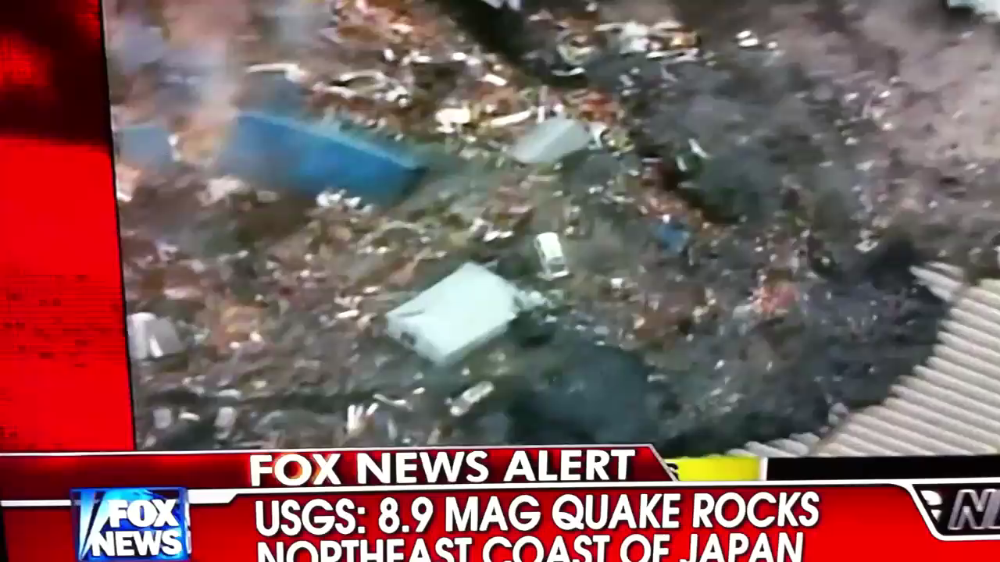 FOX NEWS ALERT
USGS: 8.9 MAG QUAKE ROCKS
NORTHEAST COAST OF JAPAN
FOX
NEWS